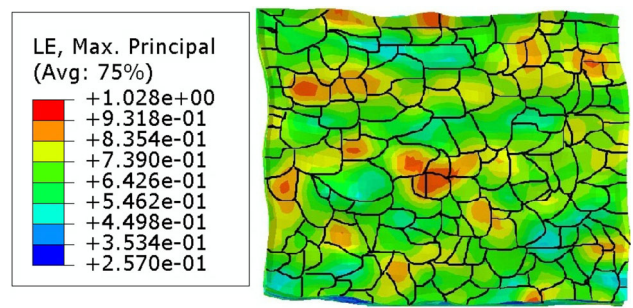 LE, Max. Principal
(Avg: 75%)
+1.028e+00
+9.318e-01
+8.354e-01
+7.390e-01
+6.426e-01
+5.462e-01
+4.498e-01
+3.534e-01
+2.570e-01